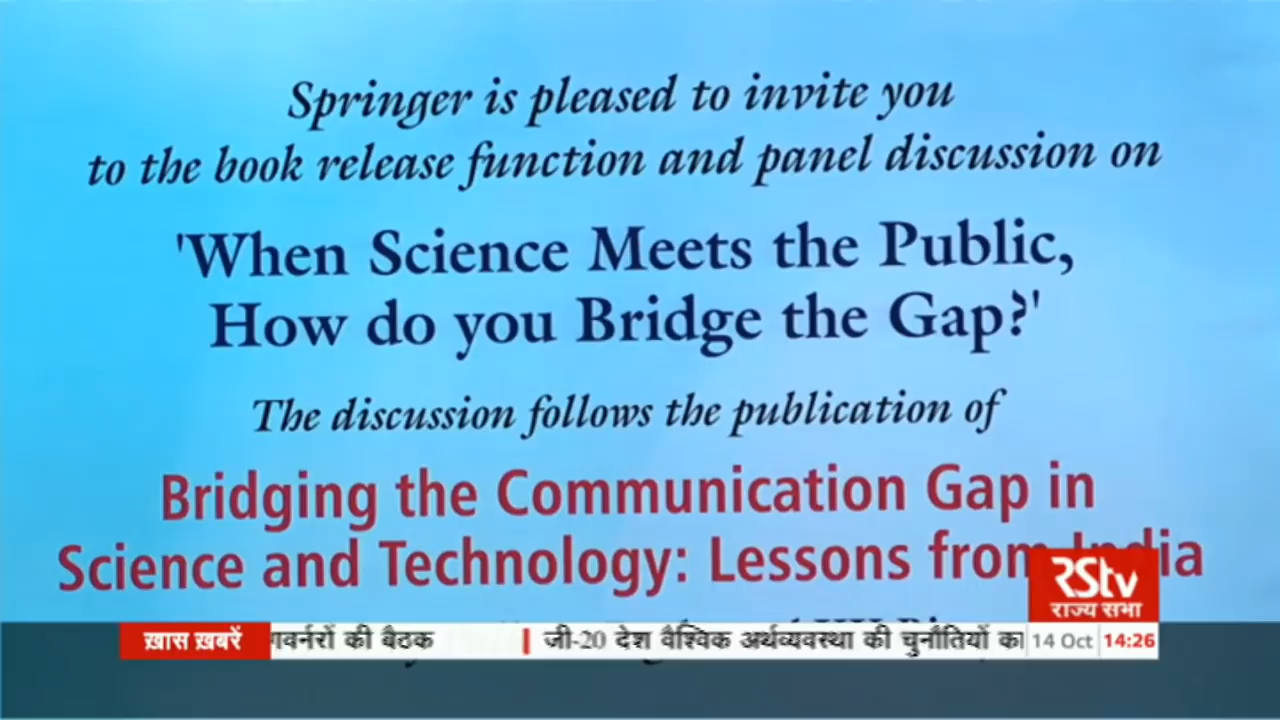 Springer is pleased to invite you
to the book release function and panel discussion on
'When Science Meets the Public,
How do you Bridge the Gap?'
The discussion follows the publication of
Bridging the Communication Gap in
Science and Technology: Lessons from India
RStv
राज्य सभा
ख़ास ख़बरें
गवर्नरों की बैठक
जी-20 देश वैश्विक अर्थव्यवस्था की चुनौतियों का
14 Oct
14:26